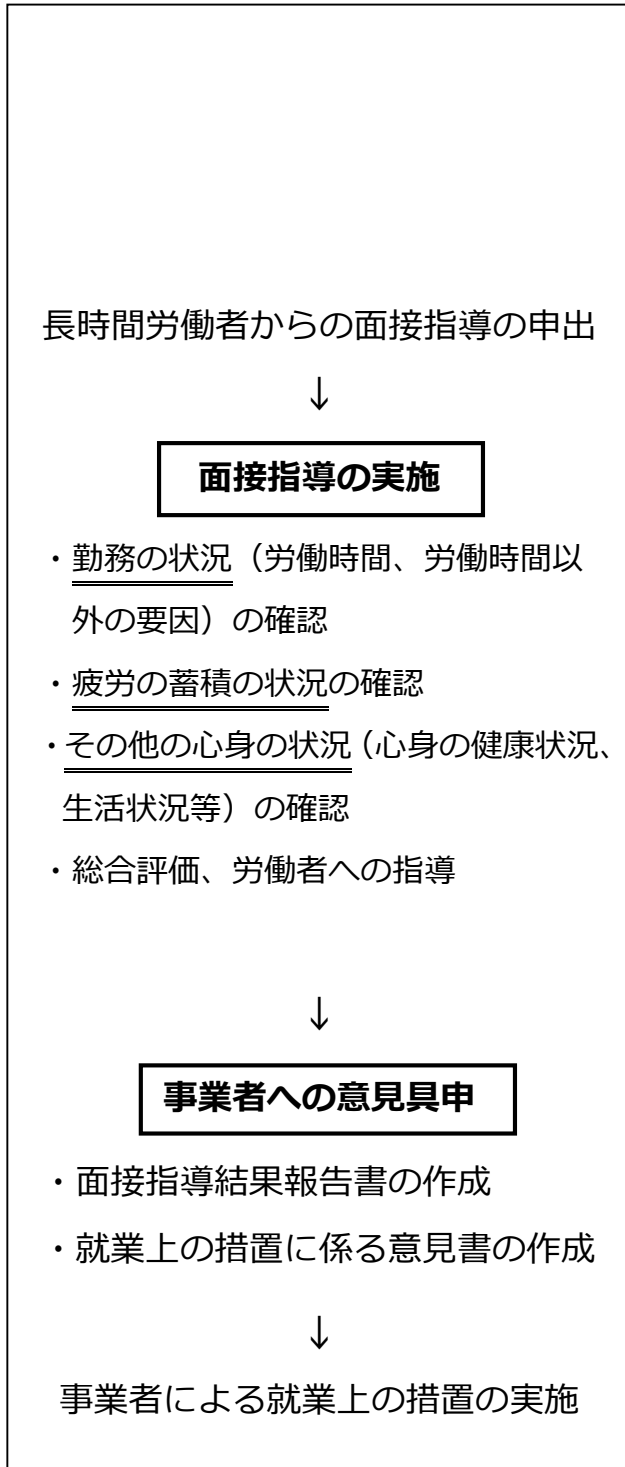 長時間労働者からの面接指導の申出
↓
面接指導の実施
・勤務の状況（労働時間、労働時間以
外の要因）の確認
・疲労の蓄積の状況の確認
・その他の心身の状況（心身の健康状況、
生活状況等）の確認
・総合評価、労働者への指導
↓
事業者への意見具申
・面接指導結果報告書の作成
・就業上の措置に係る意見書の作成
↓
事業者による就業上の措置の実施